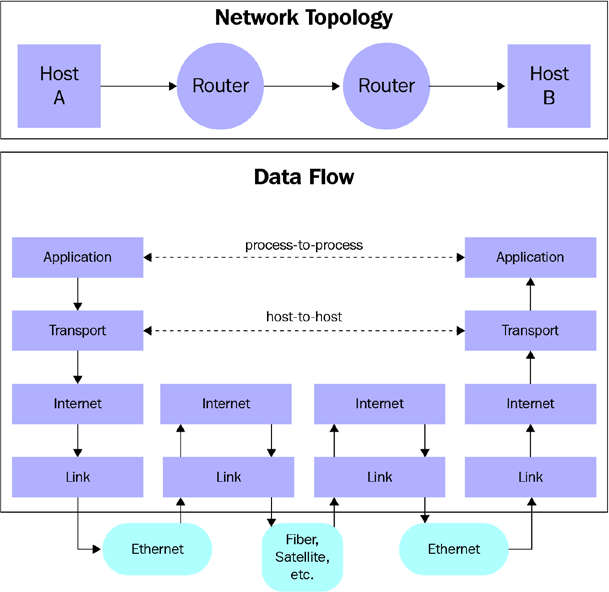 Network Topology
Host
A
Router
Router
Host
B
Data Flow
process-to-process
Application
Application
host-to-host
Transport
Transport
Internet
Internet
Internet
Internet
Link
Link
Link
Link
Ethernet
Fiber,
Satellite,
etc.
Ethernet